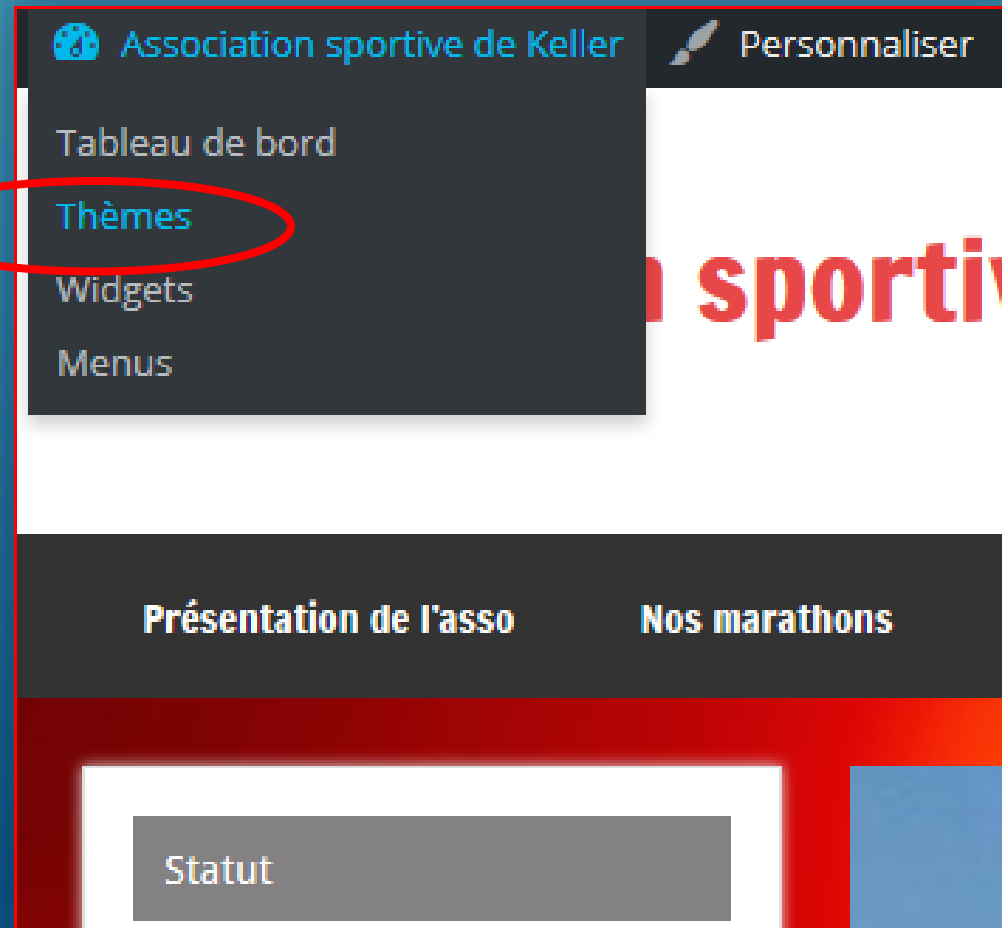 Association sportive de Keller Personnaliser
Tableau de bord
Thèmes
Widgets
Menus
Présentation de l'asso Nos marathons
Statut